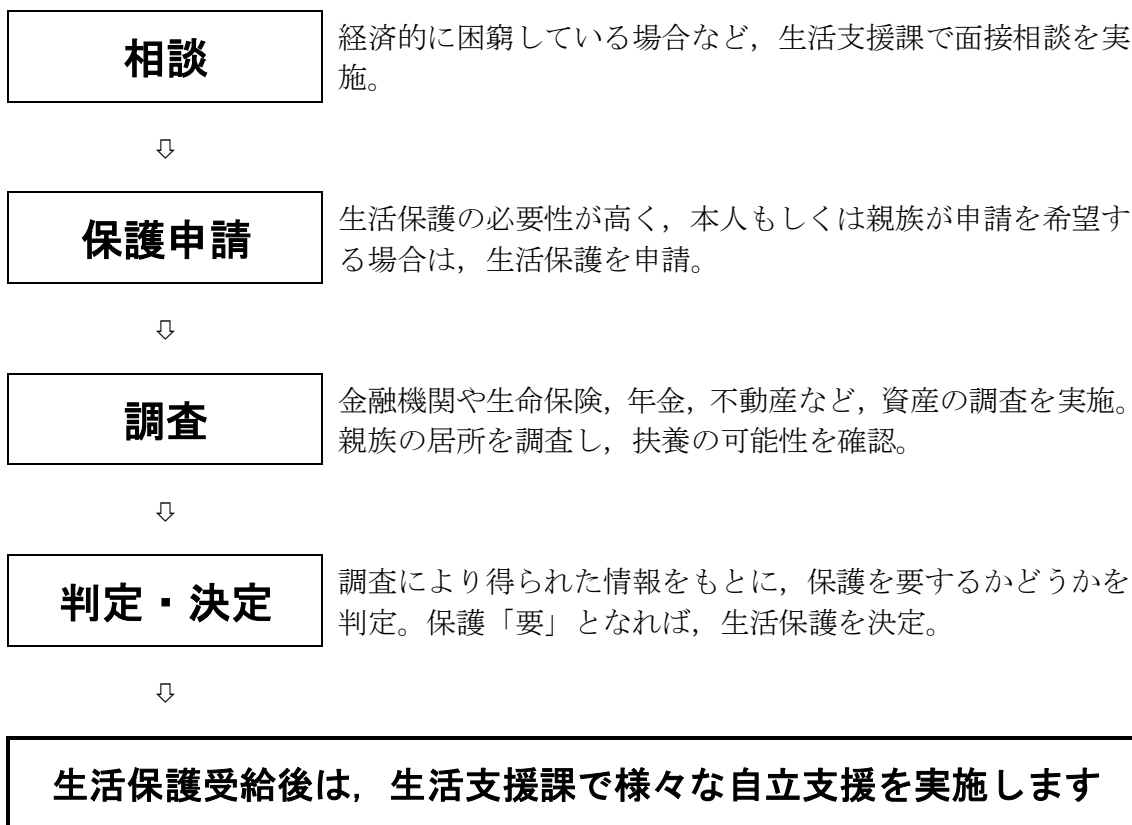 相談
経済的に困窮している場合など，生活支援課で面接相談を実
施。
⇩
保護申請
生活保護の必要性が高く，本人もしくは親族が申請を希望す
る場合は，生活保護を申請。
⇩
調査
金融機関や生命保険，年金，不動産など，資産の調査を実施。
親族の居所を調査し，扶養の可能性を確認。
⇩
判定・決定
調査により得られた情報をもとに，保護を要するかどうかを
判定。保護「要」となれば，生活保護を決定。
⇩
生活保護受給後は，生活支援課で様々な自立支援を実施します